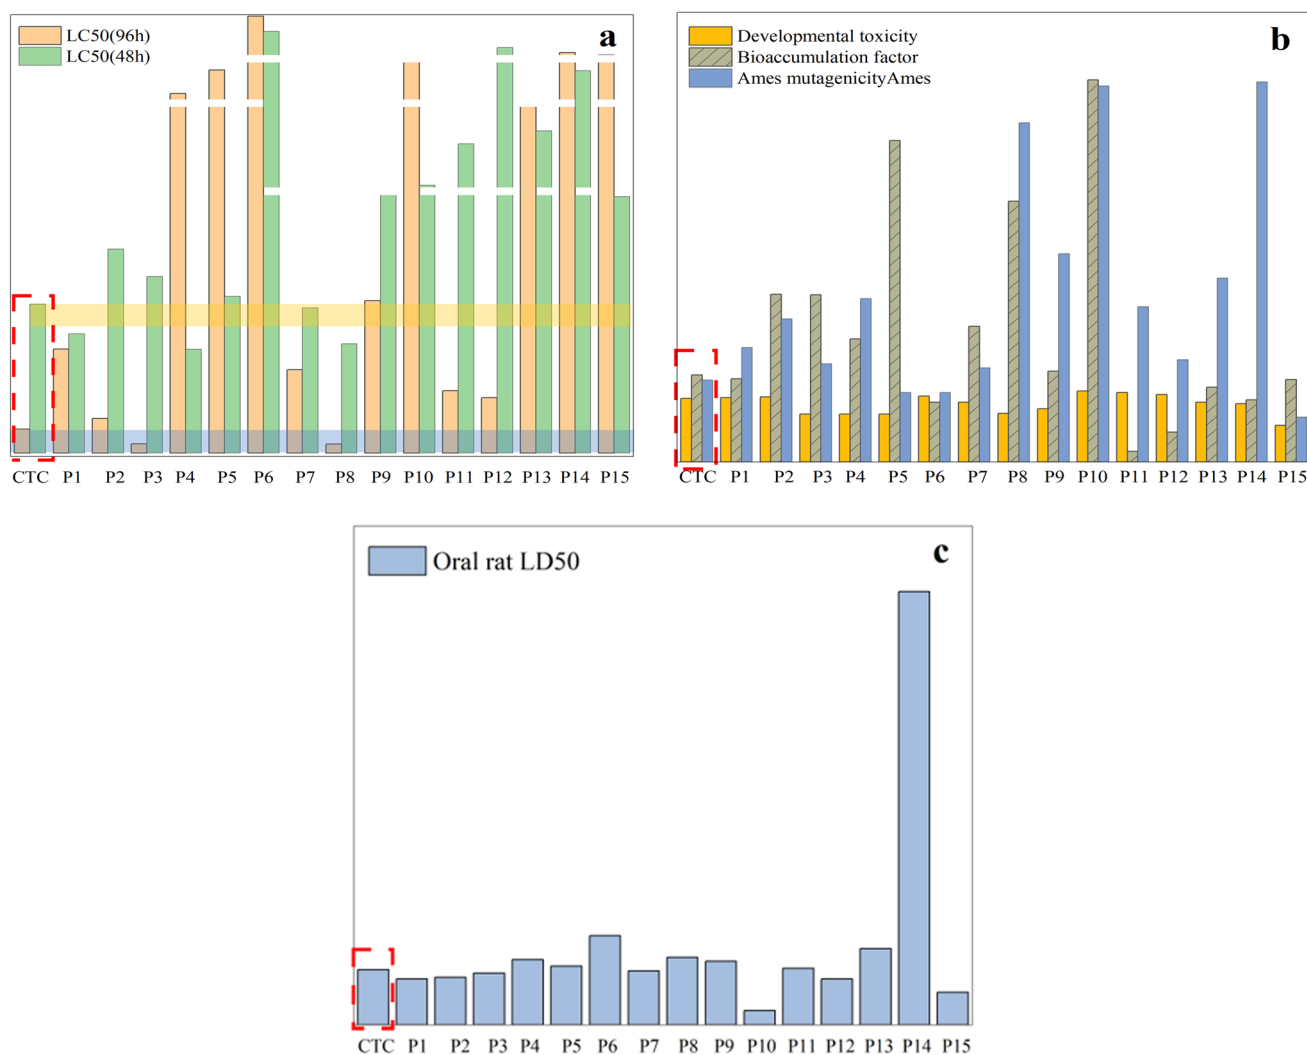 LC50(96h)
LC50(48h)
a
CTC P1 P2 P3 P4 P5 P6 P7 P8 P9 P10 P11 P12 P13 P14 P15
Developmental toxicity
Bioaccumulation factor
Ames mutagenicityAmes
b
CTC P1 P2 P3 P4 P5 P6 P7 P8 P9 P10 P11 P12 P13 P14 P15
Oral rat LD50
c
CTC P1 P2 P3 P4 P5 P6 P7 P8 P9 P10 P11 P12 P13 P14 P15